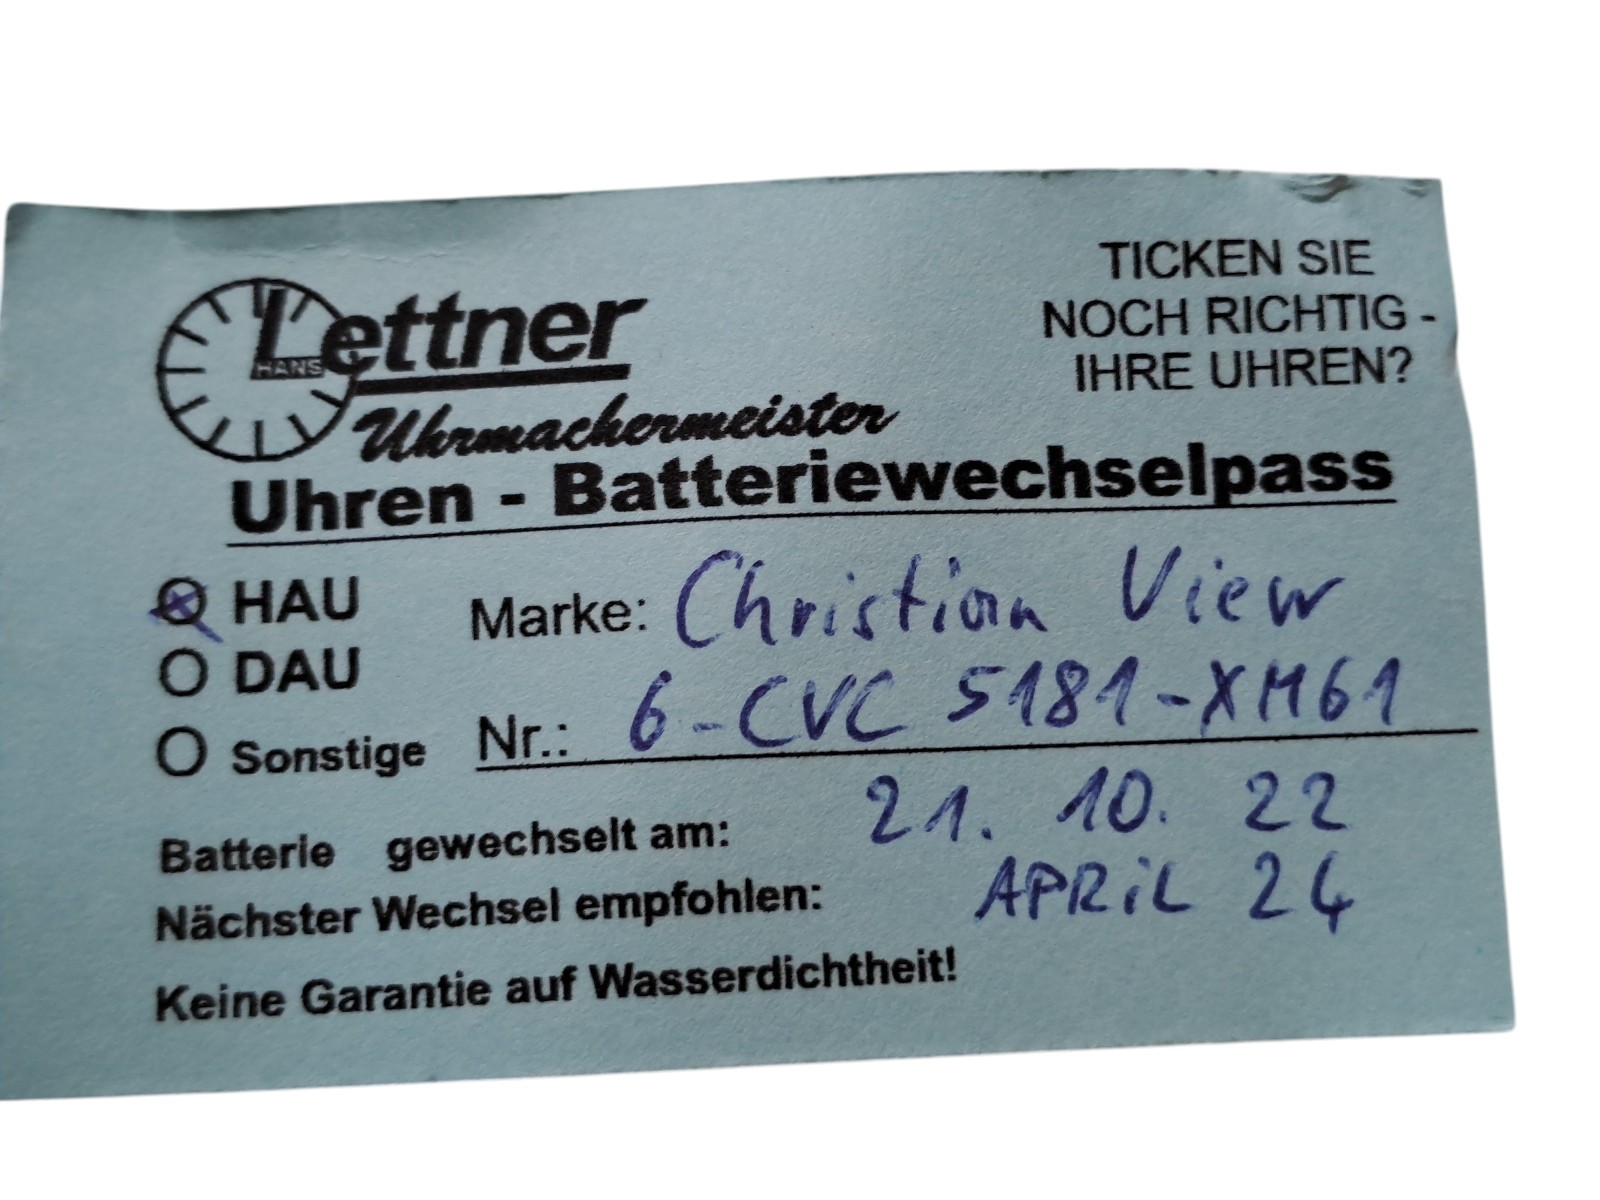 Lettner
HANS
Uhrmachermeister
TICKEN SIE
NOCH RICHTIG -
IHRE UHREN?
Uhren - Batteriewechselpass
HAU
Marke: Christian View
DAU
Nr.: 6-CVC 5181-XM61
Sonstige
Batterie gewechselt am: 21. 10. 22
Nächster Wechsel empfohlen: APRiL 24
Keine Garantie auf Wasserdichtheit!